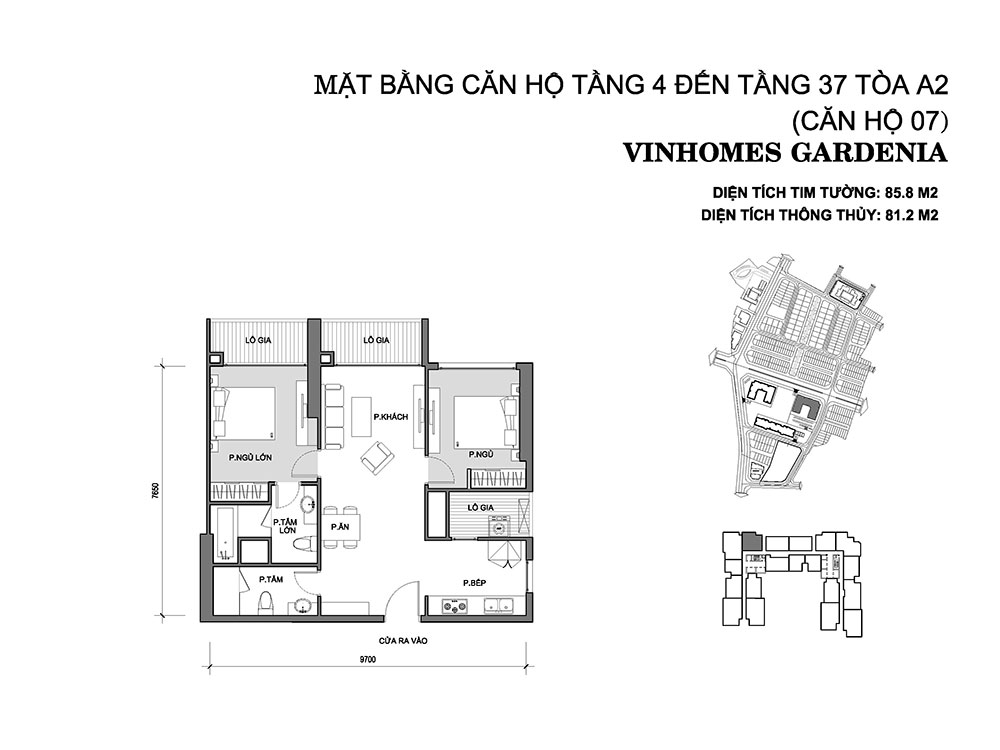 MẶT BẰNG CĂN HỘ TẦNG 4 ĐẾN TẦNG 37 TÒA A2
(CĂN HỘ 07)
VINHOMES GARDENIA
DIỆN TÍCH TIM TƯỜNG: 85.8 M2
DIỆN TÍCH THÔNG THỦY: 81.2 M2
LÔ GIA
LÔ GIA
P.KHÁCH
P.NGỦ LỚN
P.NGỦ
7650
LÔ GIA
P.TẮM
LỚN
P.ĂN
P.TẮM
P.BẾP
CỬA RA VÀO
9700